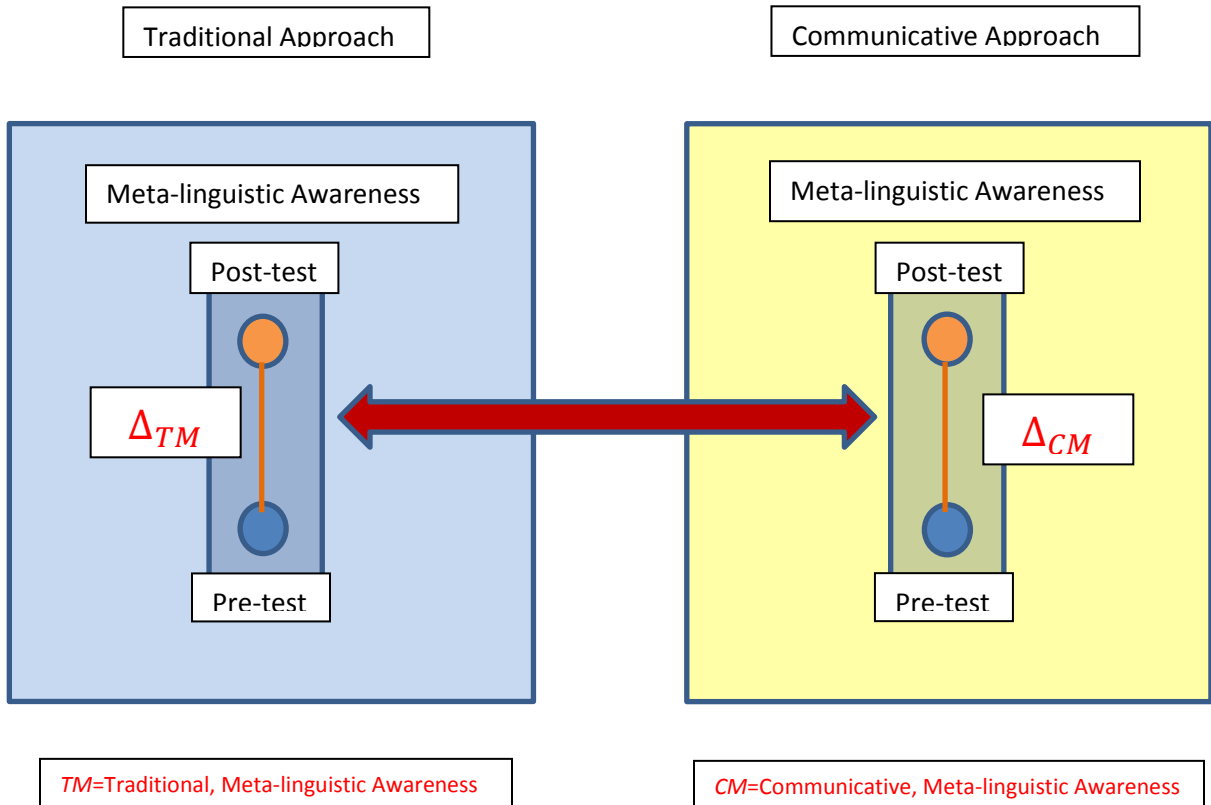 Traditional Approach
Communicative Approach
Meta-linguistic Awareness
Meta-linguistic Awareness
Post-test
Post-test
Δ_TM
Δ_CM
Pre-test
Pre-test
TM=Traditional, Meta-linguistic Awareness
CM=Communicative, Meta-linguistic Awareness